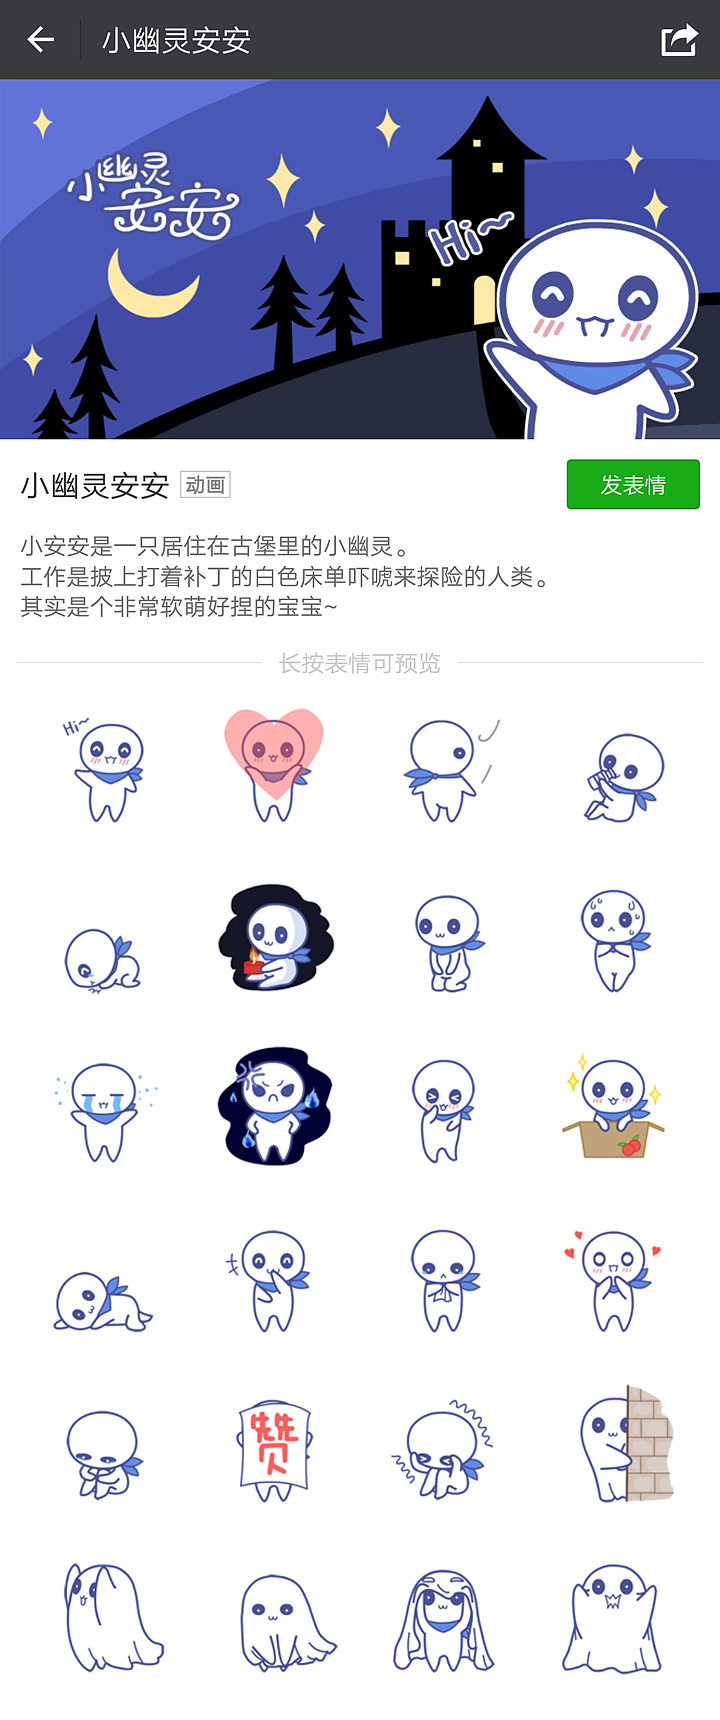 小幽灵安安
小幽灵
安安
Hi~
小幽灵安安 动画
发表情
小安安是一只居住在古堡里的小幽灵。
工作是披上打着补丁的白色床单吓唬来探险的人类。
其实是个非常软萌好捏的宝宝~
长按表情可预览
Hi~
赞